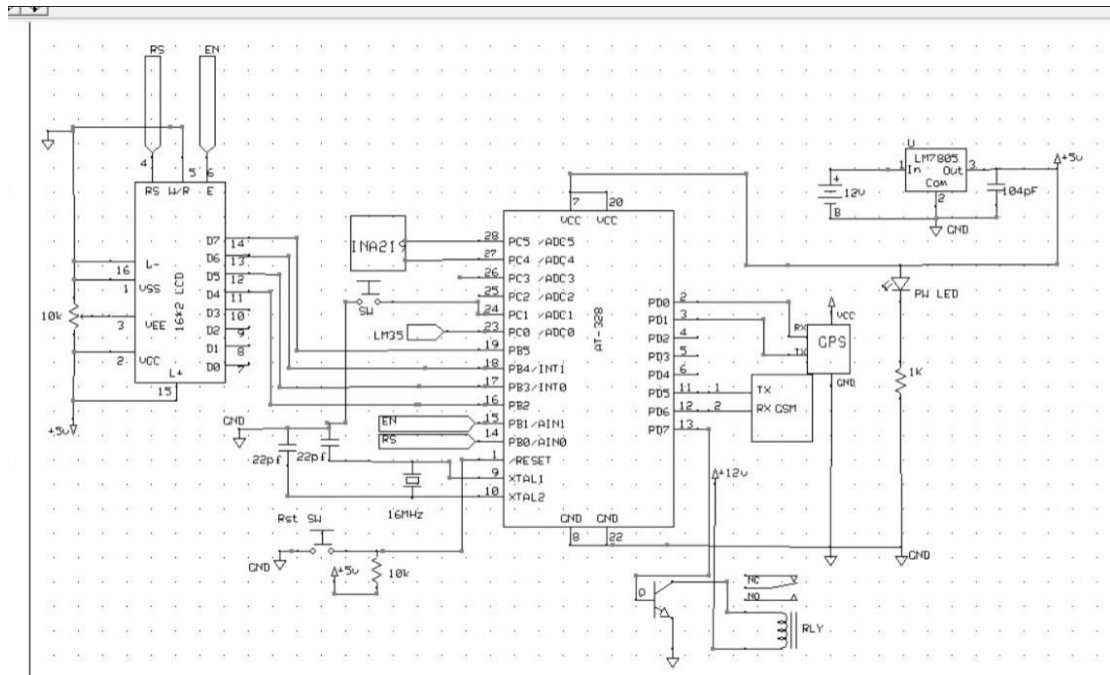 RS EN
4 5 6
RS W/R E
16*2 LCD
D7 14
D6 13
D5 12
D4 11
D3 10
D2 9
D1 8
D0 7
L-
16
VSS
1
VEE
3
VCC
2
L+
15
10k
+5v
INA219
SW
LM35
EN
RS
GND
22pf 22pf
16MHz
Rst SW
GND
+5v
10k
7 20
VCC VCC
28 PC5 /ADC5
27 PC4 /ADC4
26 PC3 /ADC3
25 PC2 /ADC2
24 PC1 /ADC1
23 PC0 /ADC0
19 PB5
18 PB4/INT1
17 PB3/INT0
16 PB2
15 PB1/AIN1
14 PB0/AIN0
1 /RESET
9 XTAL1
10 XTAL2
AT-328
PD0 2
PD1 3
PD2 4
PD3 5
PD4 6
PD5 11 1
PD6 12 2
PD7 13
GND GND
8 22
TX
RX GSM
RX
TX
GPS
VCC
GND
U
LM7805
1 In Out 3
Com
2
+
12v
B
104pF
+5v
GND
PW LED
1K
GND
+12v
Q
NC
NO
RLY